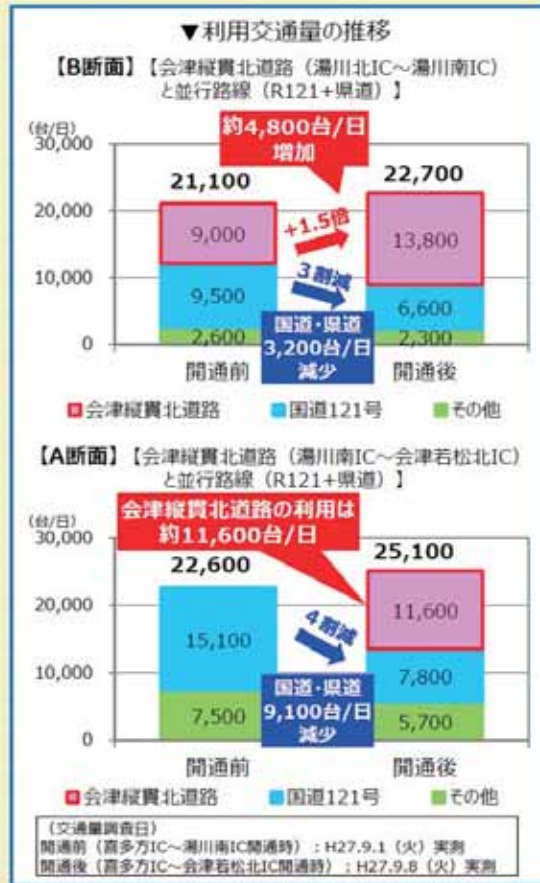 ▼利用交通量の推移
【B断面】【会津縦貫北道路（湯川北IC～湯川南IC）
と並行路線（R121+県道）】
(台/日)
約4,800台/日
増加
30,000
20,000
10,000
0
21,100
22,700
9,000
9,500
2,600
+1.5倍
3割減
国道・県道
3,200台/日
減少
13,800
6,600
2,300
開通前
開通後
会津縦貫北道路
国道121号
その他
【A断面】【会津縦貫北道路（湯川南IC～会津若松北IC）
と並行路線（R121+県道）】
(台/日)
会津縦貫北道路の利用は
約11,600台/日
30,000
20,000
10,000
0
22,600
25,100
15,100
7,500
4割減
国道・県道
9,100台/日
減少
11,600
7,800
5,700
開通前
開通後
会津縦貫北道路
国道121号
その他
（交通量調査日）
開通前（喜多方IC～湯川南IC開通時）：H27.9.1（火）実測
開通後（喜多方IC～会津若松北IC開通時）：H27.9.8（火）実測